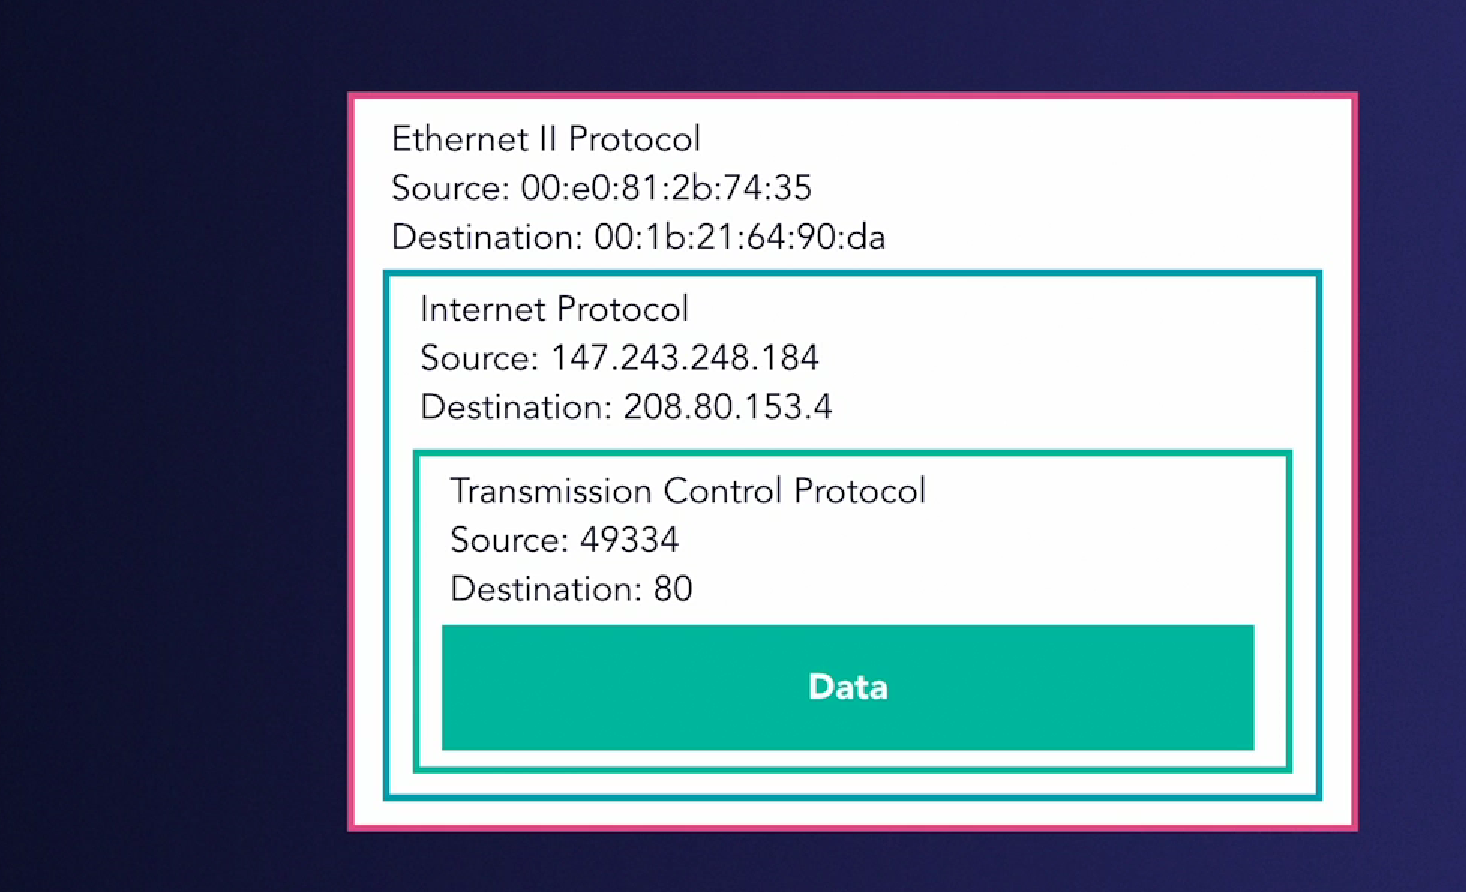 Ethernet II Protocol
Source: 00:e0:81:2b:74:35
Destination: 00:1b:21:64:90:da
Internet Protocol
Source: 147.243.248.184
Destination: 208.80.153.4
Transmission Control Protocol
Source: 49334
Destination: 80
Data